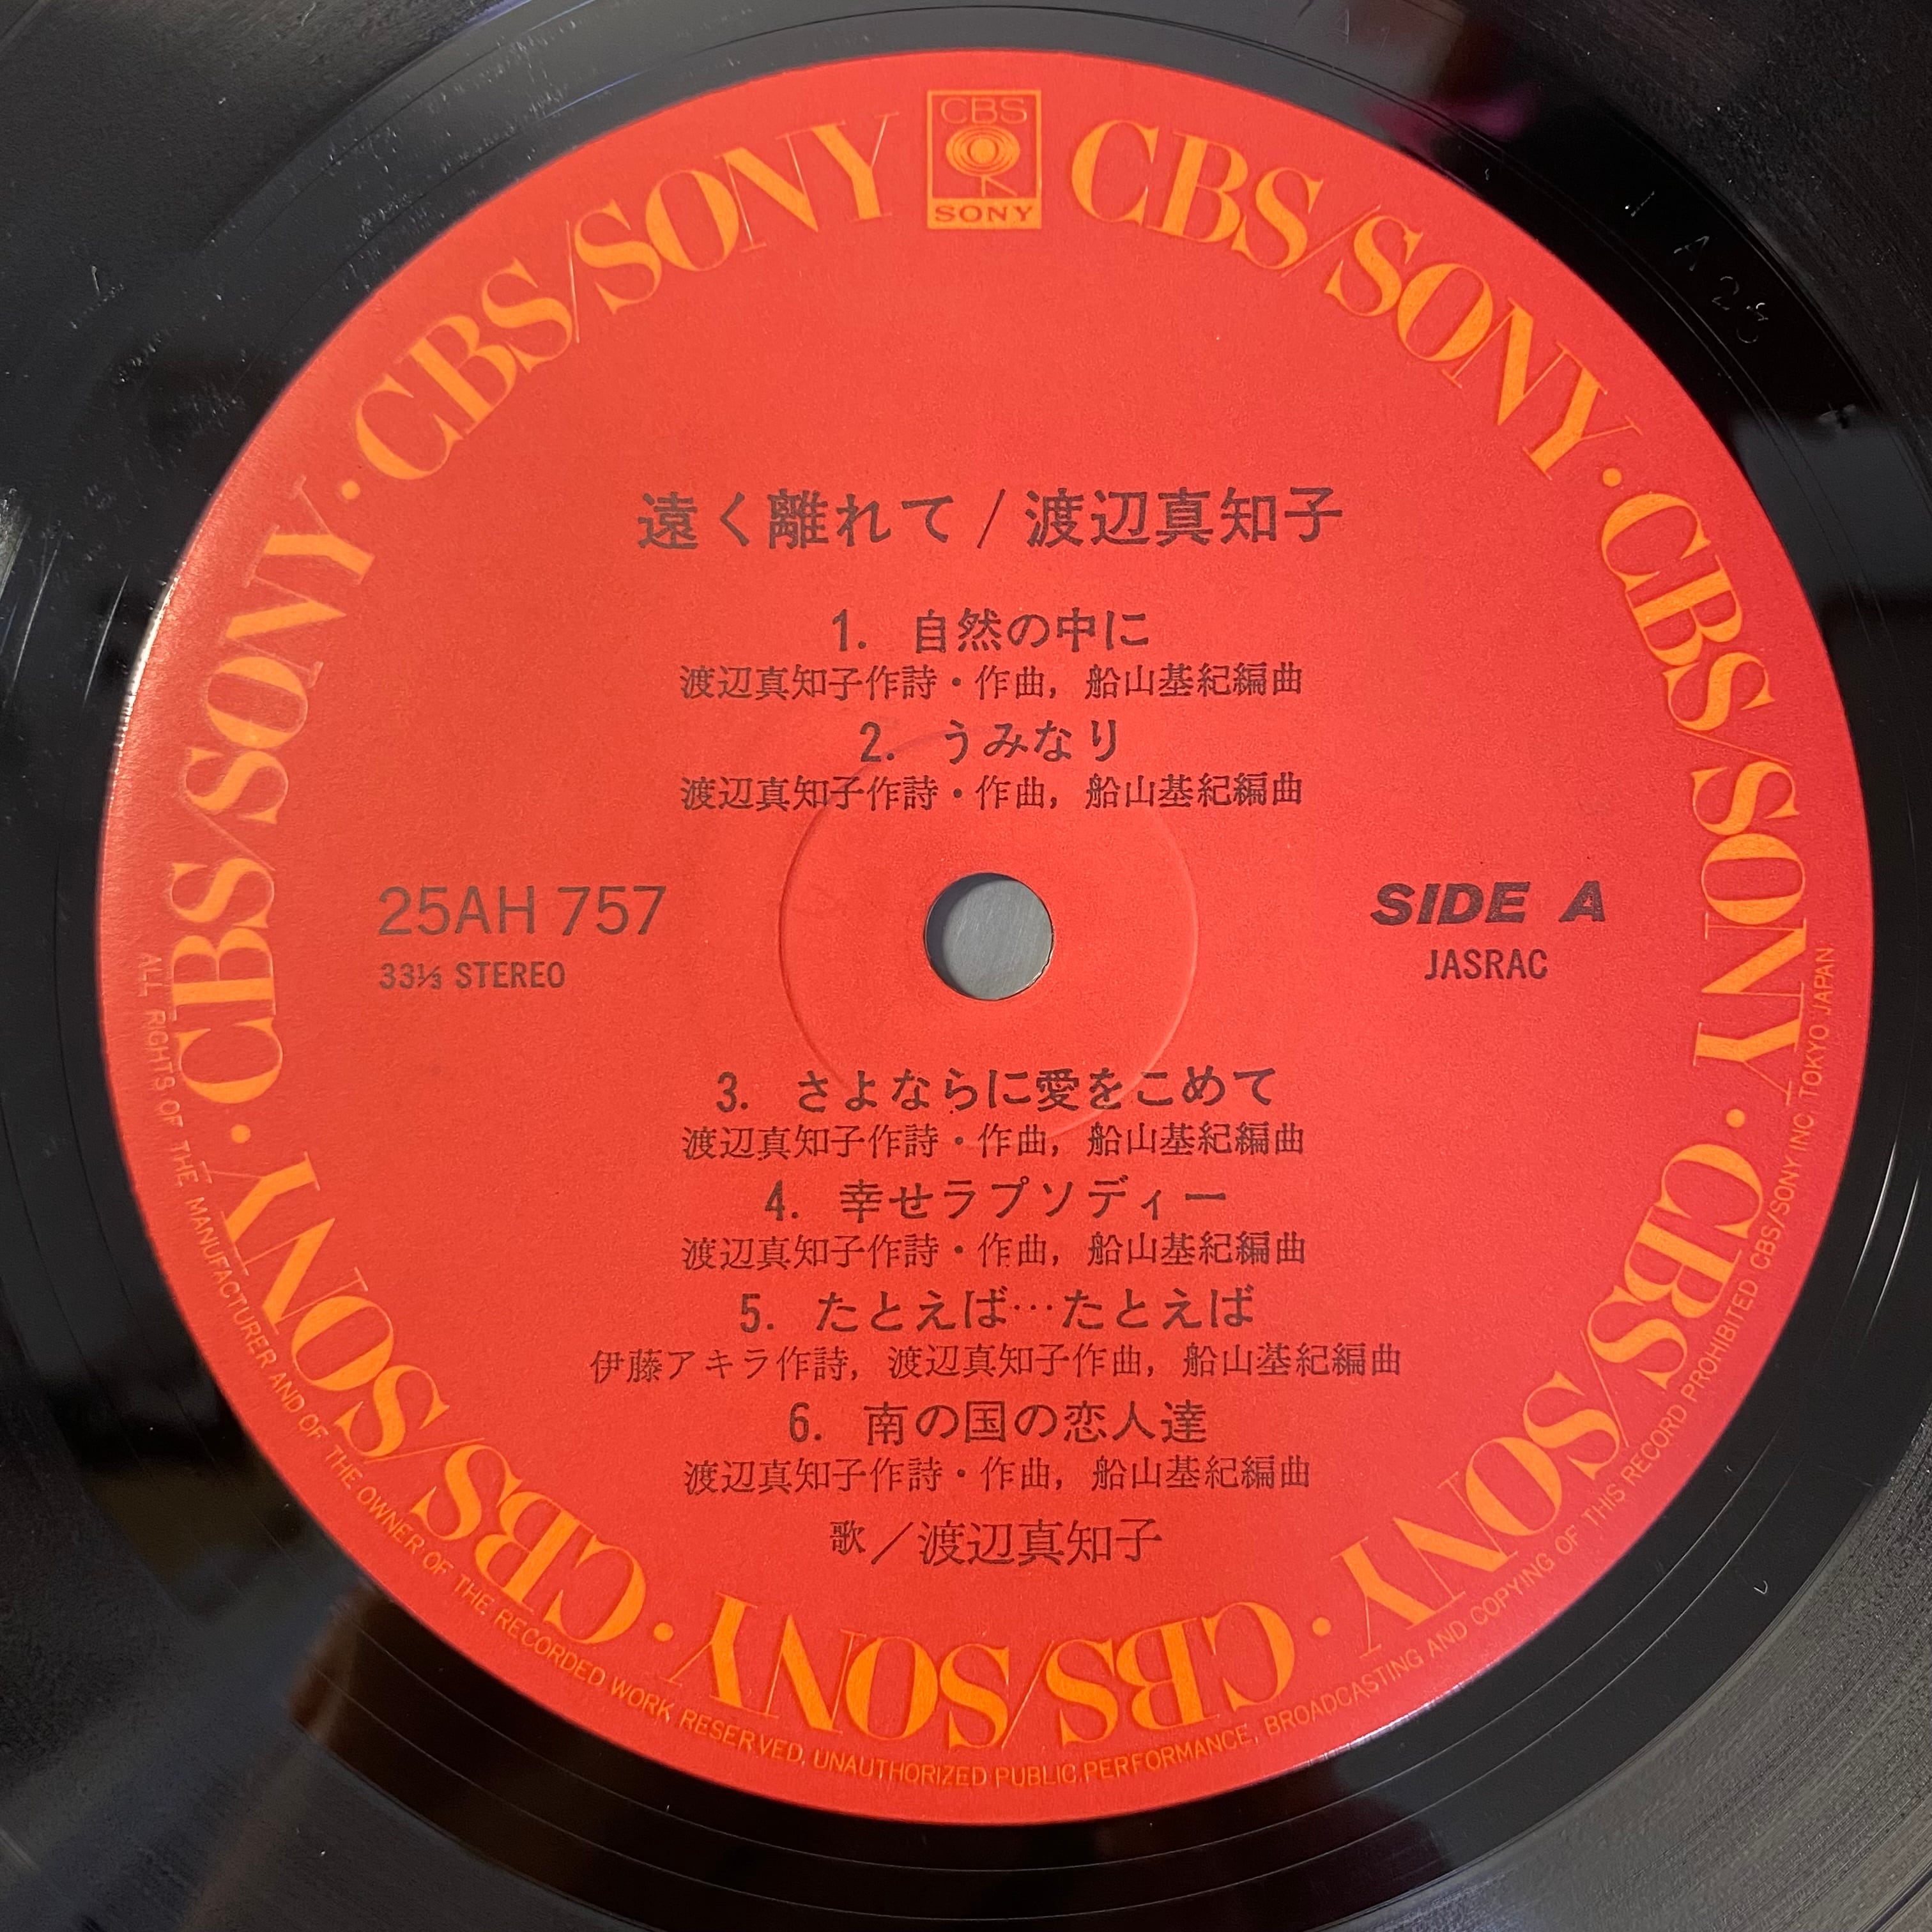 CBS
SONY
CBS/SONY・CBS/SONY・CBS/SONY・CBS/SONY・CBS/SONY・CBS/SONY・CBS/SONY・CBS/SONY
遠く離れて/渡辺真知子
1. 自然の中に
渡辺真知子作詩・作曲, 船山基紀編曲
2. うみなり
渡辺真知子作詩・作曲, 船山基紀編曲
25AH 757
33⅓ STEREO
SIDE A
JASRAC
3. さよならに愛をこめて
渡辺真知子作詩・作曲, 船山基紀編曲
4. 幸せラプソディー
渡辺真知子作詩・作曲, 船山基紀編曲
5. たとえば…たとえば
伊藤アキラ作詩, 渡辺真知子作曲, 船山基紀編曲
6. 南の国の恋人達
渡辺真知子作詩・作曲, 船山基紀編曲
歌/渡辺真知子
ALL RIGHTS OF THE MANUFACTURER AND OF THE OWNER OF THE RECORDED WORK RESERVED. UNAUTHORIZED PUBLIC PERFORMANCE, BROADCASTING AND COPYING OF THIS RECORD PROHIBITED CBS/SONY INC. TOKYO JAPAN